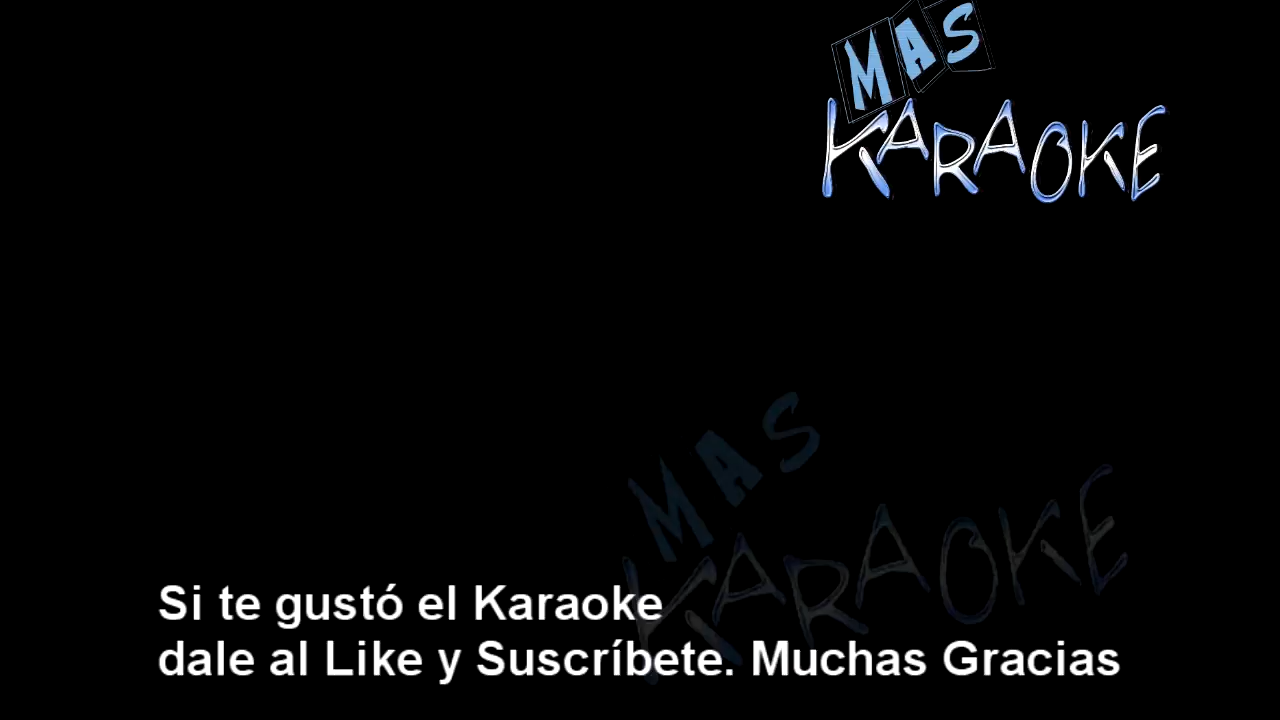 MAS
KARAOKE
MAS
KARAOKE
Si te gustó el Karaoke
dale al Like y Suscríbete. Muchas Gracias